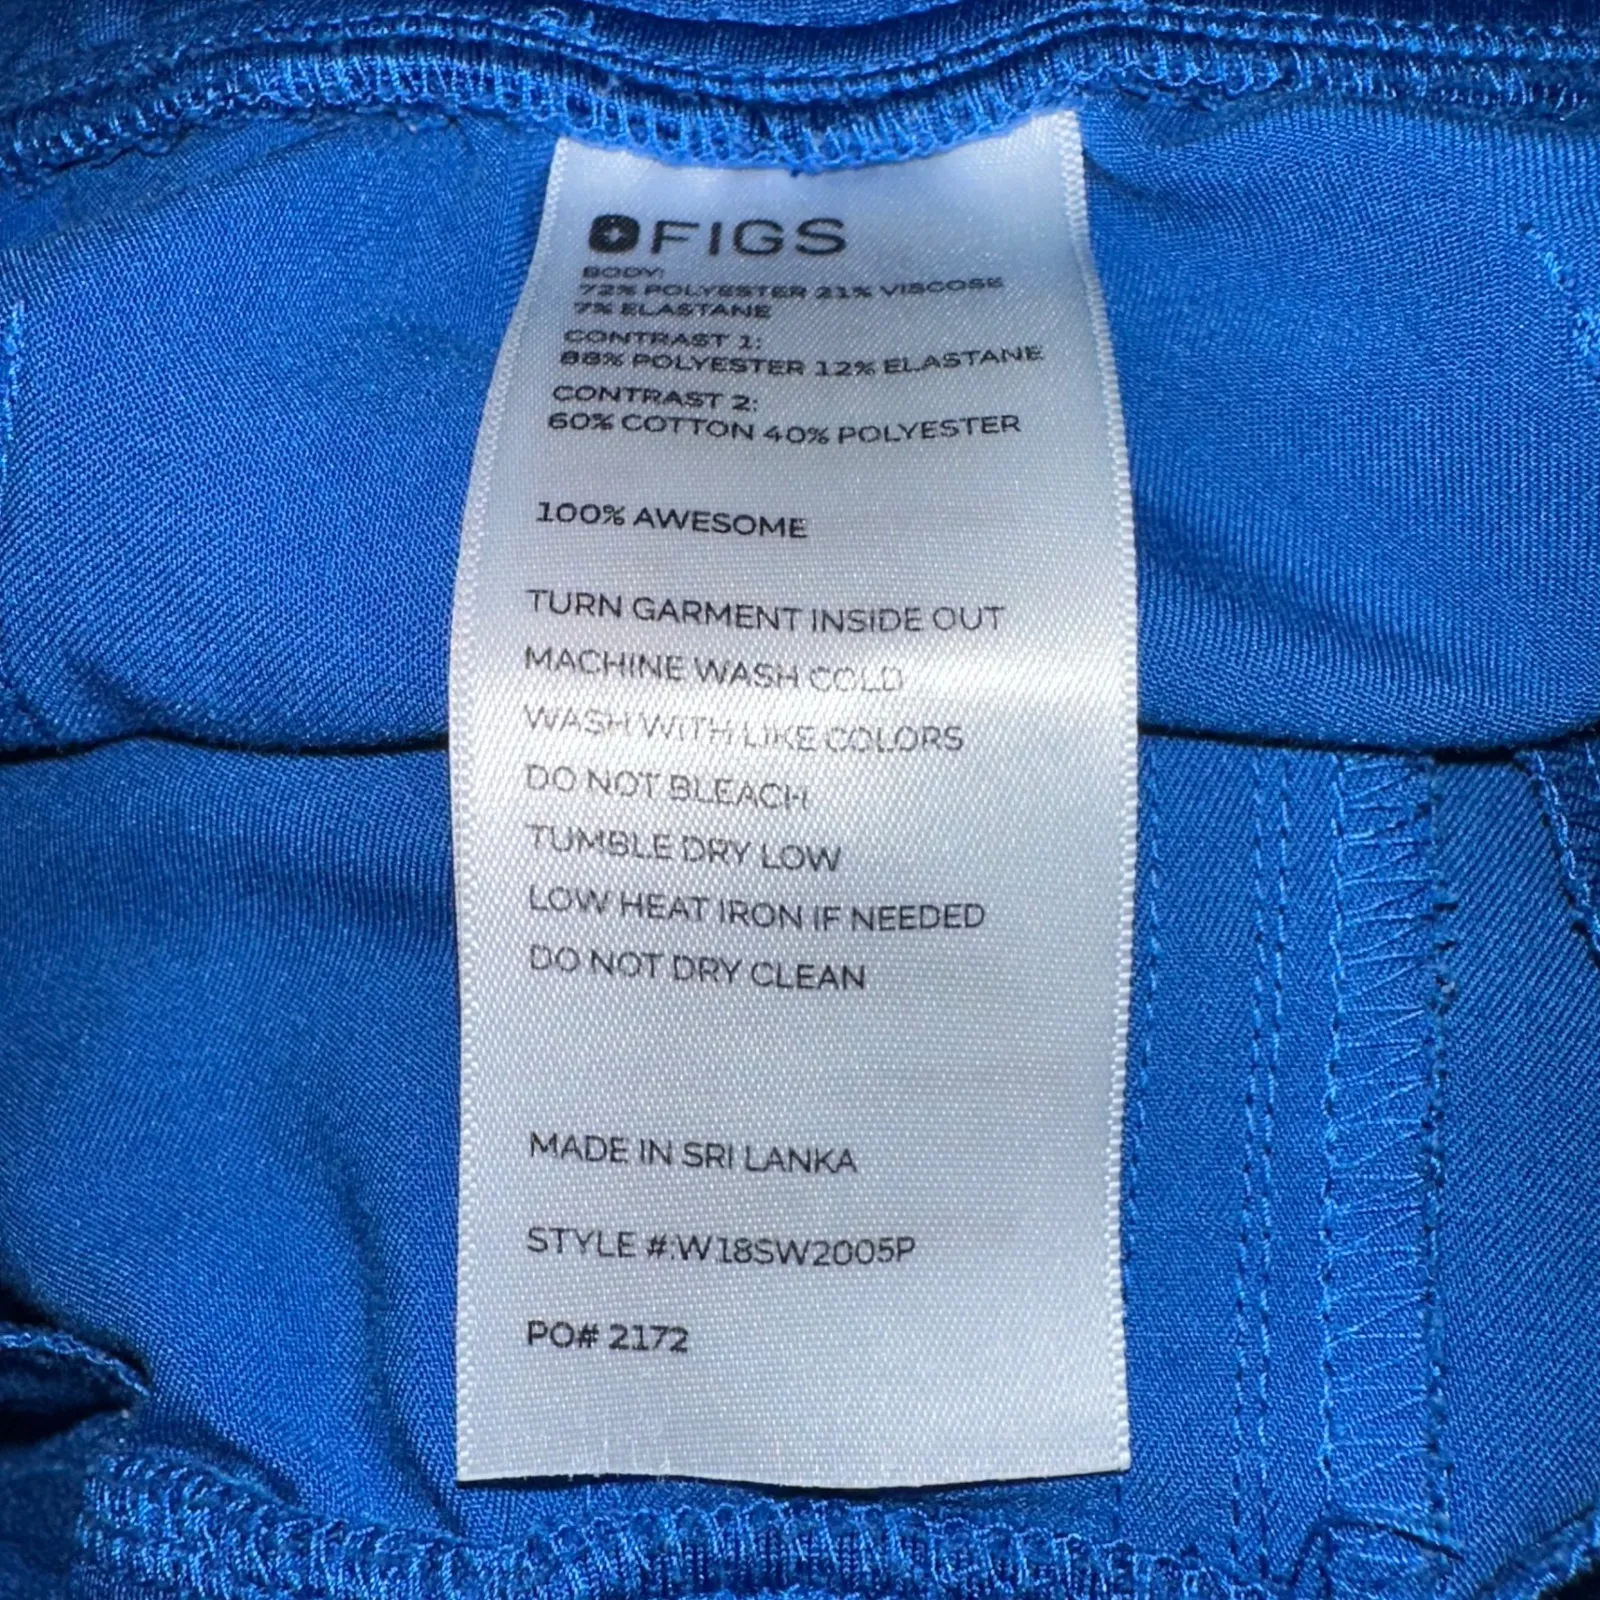 FIGS
BODY:
72% POLYESTER 21% VISCOSE
7% ELASTANE
CONTRAST 1:
88% POLYESTER 12% ELASTANE
CONTRAST 2:
60% COTTON 40% POLYESTER
100% AWESOME
TURN GARMENT INSIDE OUT
MACHINE WASH COLD
WASH WITH LIKE COLORS
DO NOT BLEACH
TUMBLE DRY LOW
LOW HEAT IRON IF NEEDED
DO NOT DRY CLEAN
MADE IN SRI LANKA
STYLE #:W18SW2005P
PO# 2172